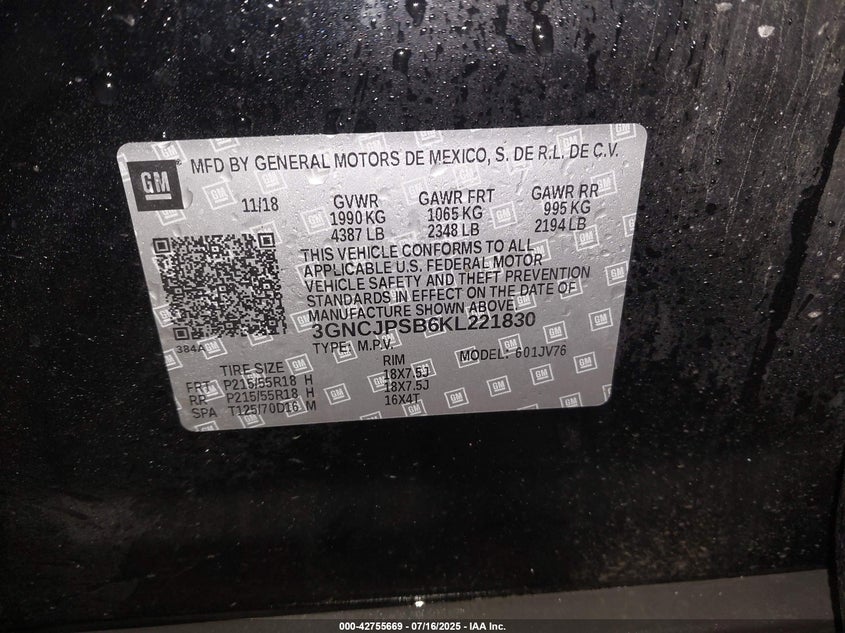 GM MFD BY GENERAL MOTORS DE MEXICO, S. DE R.L. DE C.V.
11/18 GVWR GAWR FRT GAWR RR
1990 KG 1065 KG 995 KG
4387 LB 2348 LB 2194 LB
THIS VEHICLE CONFORMS TO ALL
APPLICABLE U.S. FEDERAL MOTOR
VEHICLE SAFETY AND THEFT PREVENTION
STANDARDS IN EFFECT ON THE DATE OF
MANUFACTURE SHOWN ABOVE.
3GNCJPSB6KL221830
384A TYPE: M.P.V. MODEL: 601JV76
TIRE SIZE RIM
FRT P215/55R18 H 18X7.5J
RR P215/55R18 H 18X7.5J
SPA T125/70D16 M 16X4T
000-42755669 - 07/16/2025 - IAA Inc.